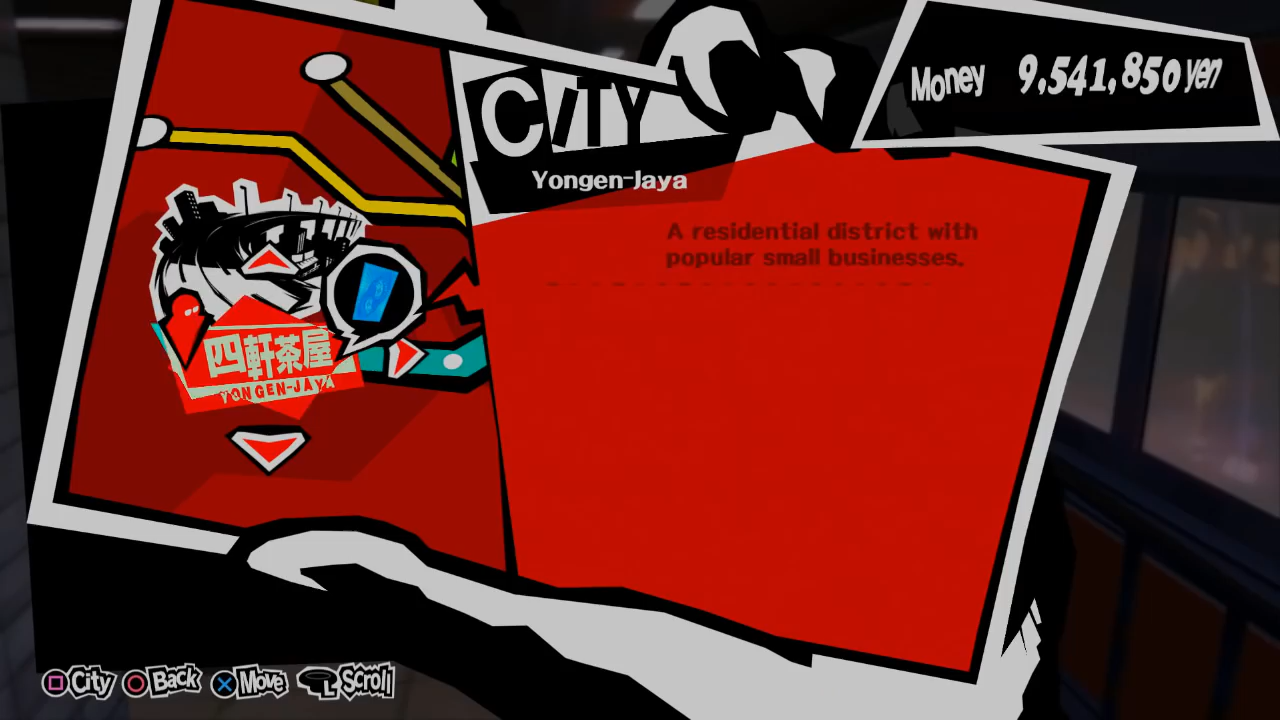 Money 9,541,850 yen
CITY
Yongen-Jaya
A residential district with
popular small businesses.
四軒茶屋
YONGEN-JAYA
City Back Move L Scroll